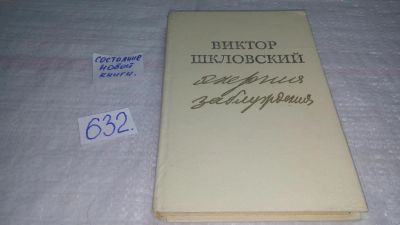 состояние
новой
книги.
632.
ВИКТОР
ШКЛОВСКИЙ
энергия
заблуждения